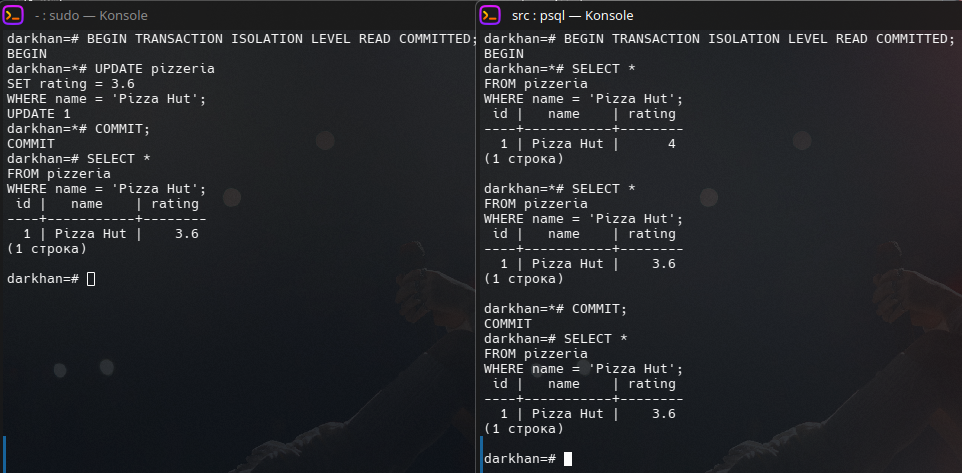 - : sudo — Konsole
darkhan=# BEGIN TRANSACTION ISOLATION LEVEL READ COMMITTED;
BEGIN
darkhan=*# UPDATE pizzeria
SET rating = 3.6
WHERE name = 'Pizza Hut';
UPDATE 1
darkhan=*# COMMIT;
COMMIT
darkhan=# SELECT *
FROM pizzeria
WHERE name = 'Pizza Hut';
 id |   name    | rating
----+-----------+--------
  1 | Pizza Hut |    3.6
(1 строка)
darkhan=#
src : psql — Konsole
darkhan=# BEGIN TRANSACTION ISOLATION LEVEL READ COMMITTED;
BEGIN
darkhan=*# SELECT *
FROM pizzeria
WHERE name = 'Pizza Hut';
 id |   name    | rating
----+-----------+--------
  1 | Pizza Hut |      4
(1 строка)
darkhan=*# SELECT *
FROM pizzeria
WHERE name = 'Pizza Hut';
 id |   name    | rating
----+-----------+--------
  1 | Pizza Hut |    3.6
(1 строка)
darkhan=*# COMMIT;
COMMIT
darkhan=# SELECT *
FROM pizzeria
WHERE name = 'Pizza Hut';
 id |   name    | rating
----+-----------+--------
  1 | Pizza Hut |    3.6
(1 строка)
darkhan=#